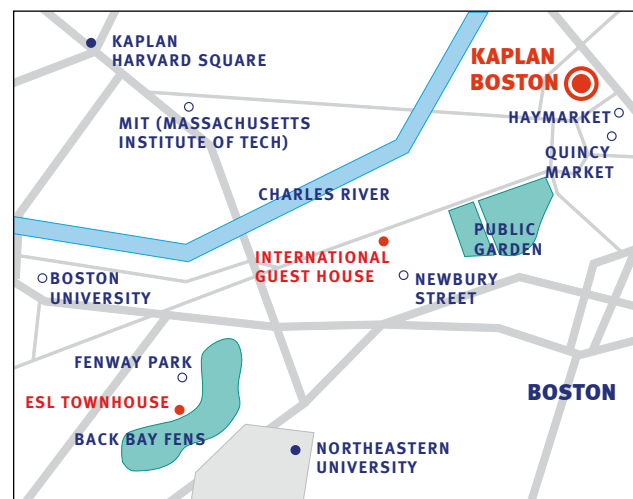 KAPLAN
HARVARD SQUARE
KAPLAN
BOSTON
MIT (MASSACHUSETTS
INSTITUTE OF TECH)
HAYMARKET
QUINCY
MARKET
CHARLES RIVER
PUBLIC
GARDEN
INTERNATIONAL
GUEST HOUSE
BOSTON
UNIVERSITY
NEWBURY
STREET
FENWAY PARK
ESL TOWNHOUSE
BOSTON
BACK BAY FENS
NORTHEASTERN
UNIVERSITY